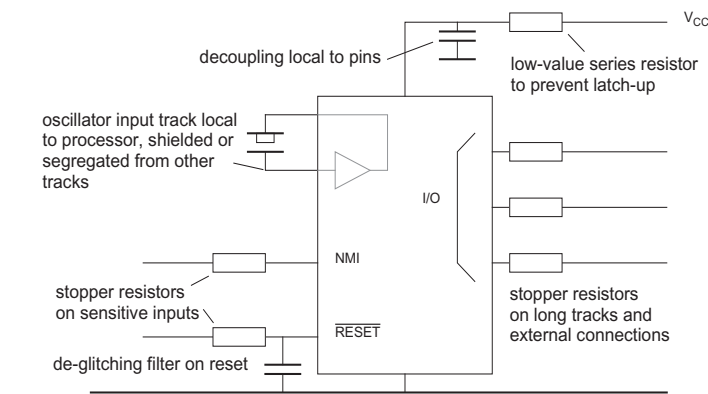 V_CC
decoupling local to pins
low-value series resistor
to prevent latch-up
oscillator input track local
to processor, shielded or
segregated from other
tracks
I/O
NMI
stopper resistors
on sensitive inputs
stopper resistors
on long tracks and
external connections
RESET
de-glitching filter on reset